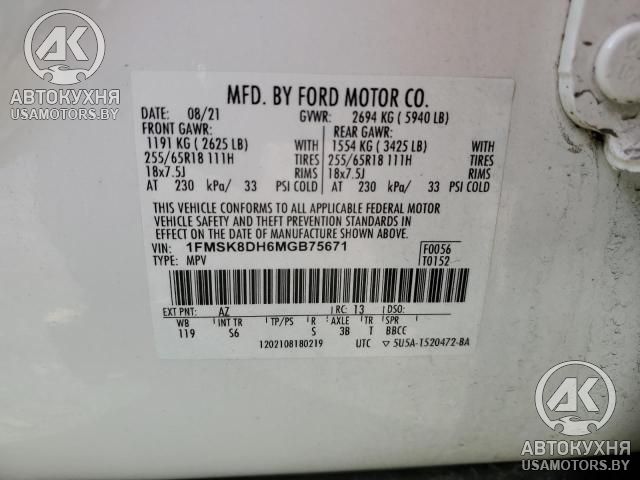 АВТОКУХНЯ
USAMOTORS.BY
MFD. BY FORD MOTOR CO.
DATE: 08/21 GVWR: 2694 KG ( 5940 LB)
FRONT GAWR: REAR GAWR:
1191 KG ( 2625 LB) WITH 1554 KG ( 3425 LB) WITH
255/65R18 111H TIRES 255/65R18 111H TIRES
18x7.5J RIMS 18x7.5J RIMS
AT 230 kPa/ 33 PSI COLD AT 230 kPa/ 33 PSI COLD
THIS VEHICLE CONFORMS TO ALL APPLICABLE FEDERAL MOTOR
VEHICLE SAFETY AND THEFT PREVENTION STANDARDS IN
EFFECT ON THE DATE OF MANUFACTURE SHOWN ABOVE.
VIN: 1FMSK8DH6MGB75671 F0056
TYPE: MPV T0152
EXT PNT: AZ RC: 13 DSO:
WB INT TR TP/PS R AXLE TR SPR
119 S6 S 3B T BBCC
1202108180219 UTC ▽ 5U5A-1520472-BA
АВТОКУХНЯ
USAMOTORS.BY